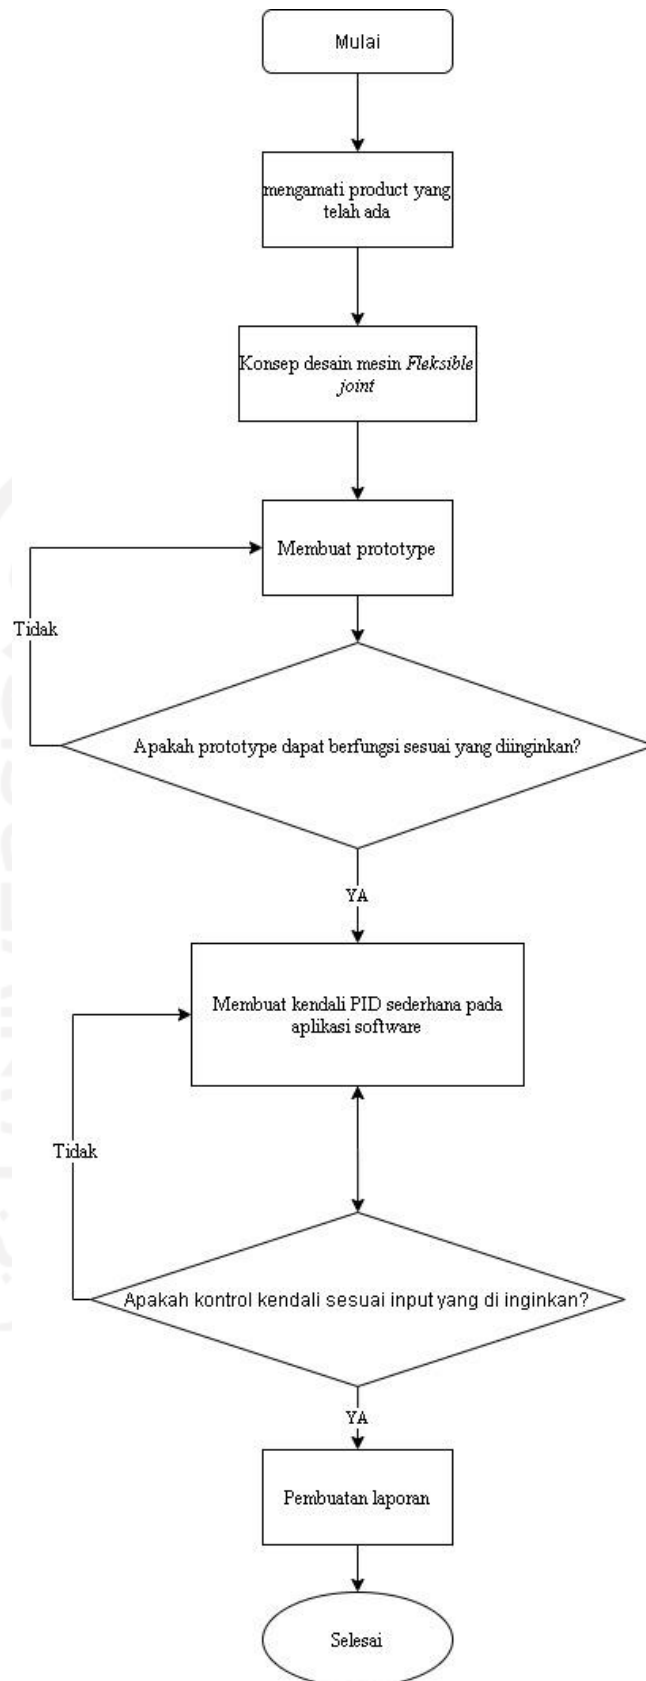 Mulai
mengamati product yang
telah ada
Konsep desain mesin Fleksible
joint
Membuat prototype
Tidak
Apakah prototype dapat berfungsi sesuai yang diinginkan?
YA
Membuat kendali PID sederhana pada
aplikasi software
Tidak
Apakah kontrol kendali sesuai input yang di inginkan?
YA
Pembuatan laporan
Selesai